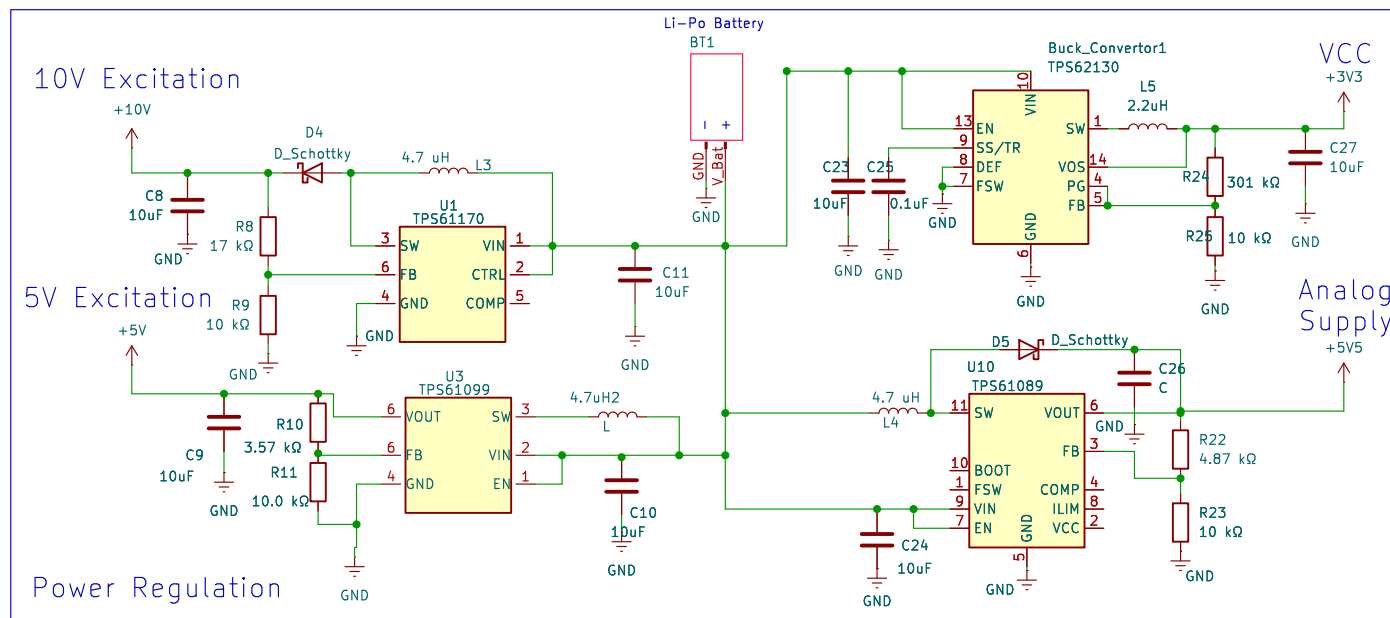 Li-Po Battery
BT1
- +
GND
V_Bat
GND
10V Excitation
+10V
D4
D_Schottky
4.7 uH
L3
C8
10uF
GND
R8
17 kΩ
R9
10 kΩ
GND
U1
TPS61170
3 SW
6 FB
4 GND
VIN 1
CTRL 2
COMP 5
GND
C11
10uF
GND
5V Excitation
+5V
C9
10uF
GND
R10
3.57 kΩ
R11
10.0 kΩ
GND
U3
TPS61099
6 VOUT
6 FB
4 GND
SW 3
VIN 2
EN 1
4.7uH2
L
C10
10uF
GND
Power Regulation
Buck_Convertor1
TPS62130
10
VIN
13 EN
9 SS/TR
8 DEF
7 FSW
SW 1
VOS 14
PG 4
FB 5
GND
6
GND
GND
C23
10uF
GND
C25
0.1uF
GND
L5
2.2uH
R24
301 kΩ
R25
10 kΩ
GND
C27
10uF
GND
VCC
+3V3
Analog
Supply
+5V5
D5
D_Schottky
C26
C
GND
U10
TPS61089
4.7 uH
L4
11 SW
10 BOOT
1 FSW
9 VIN
7 EN
VOUT 6
FB 3
COMP 4
ILIM 8
VCC 2
GND
5
GND
R22
4.87 kΩ
R23
10 kΩ
GND
C24
10uF
GND